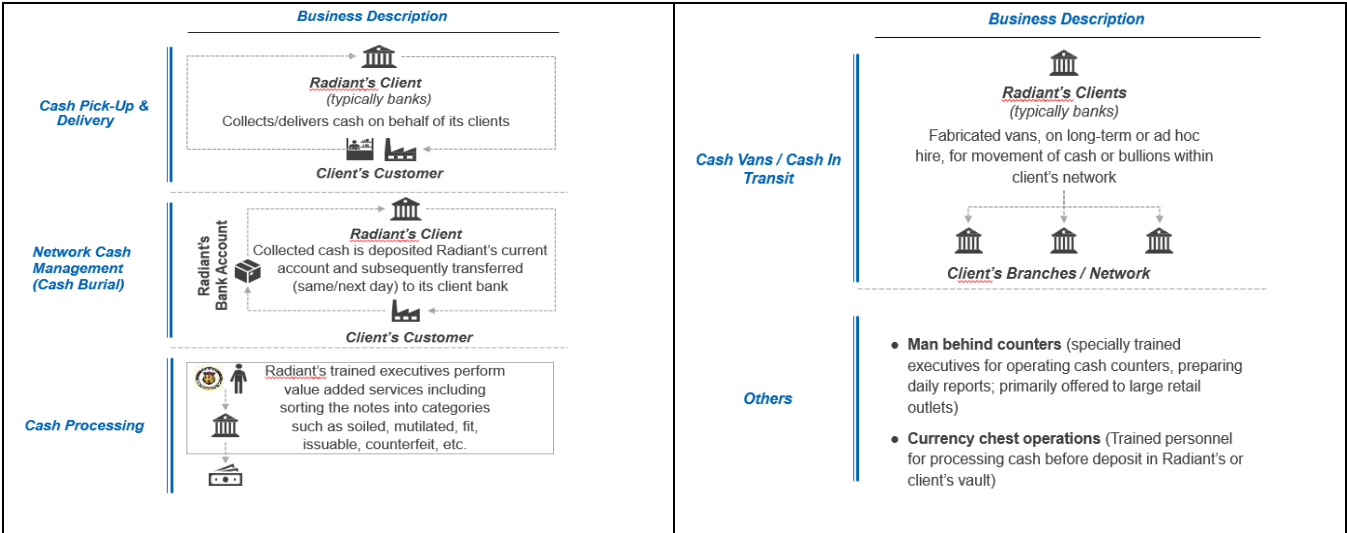 Business Description
Cash Pick-Up &
Delivery
Radiant's Client
(typically banks)
Collects/delivers cash on behalf of its clients
Client's Customer
Network Cash
Management
(Cash Burial)
Radiant's
Bank Account
Radiant's Client
Collected cash is deposited Radiant's current
account and subsequently transferred
(same/next day) to its client bank
Client's Customer
Cash Processing
Radiant's trained executives perform
value added services including
sorting the notes into categories
such as soiled, mutilated, fit,
issuable, counterfeit, etc.
Business Description
Cash Vans / Cash In
Transit
Radiant's Clients
(typically banks)
Fabricated vans, on long-term or ad hoc
hire, for movement of cash or bullions within
client's network
Client's Branches / Network
Others
● Man behind counters (specially trained
executives for operating cash counters, preparing
daily reports; primarily offered to large retail
outlets)
● Currency chest operations (Trained personnel
for processing cash before deposit in Radiant's or
client's vault)